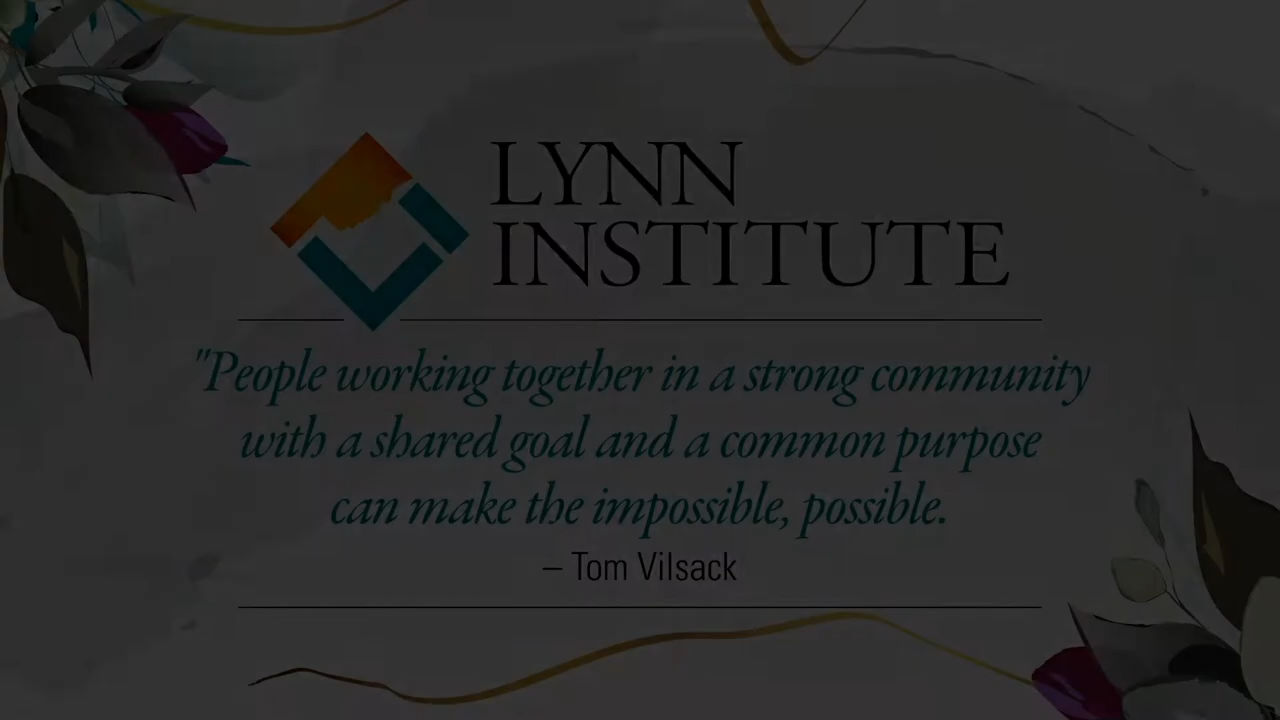 LYNN
INSTITUTE
"People working together in a strong community
with a shared goal and a common purpose
can make the impossible, possible.
– Tom Vilsack